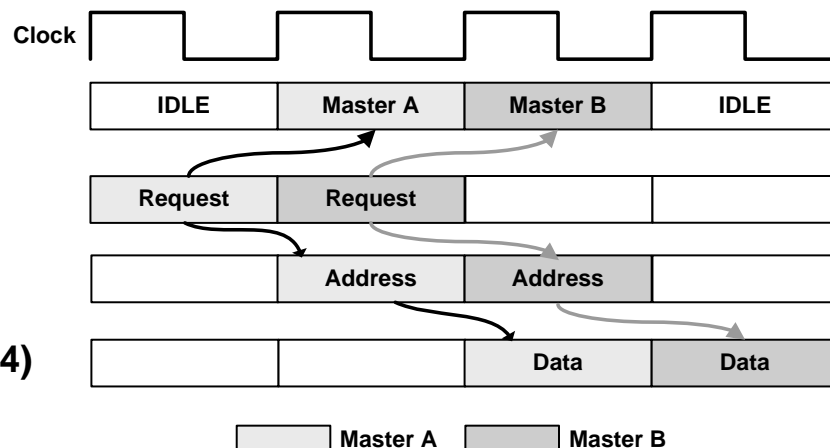 Clock
IDLE Master A Master B IDLE
Request Request
Address Address
4) Data Data
Master A Master B